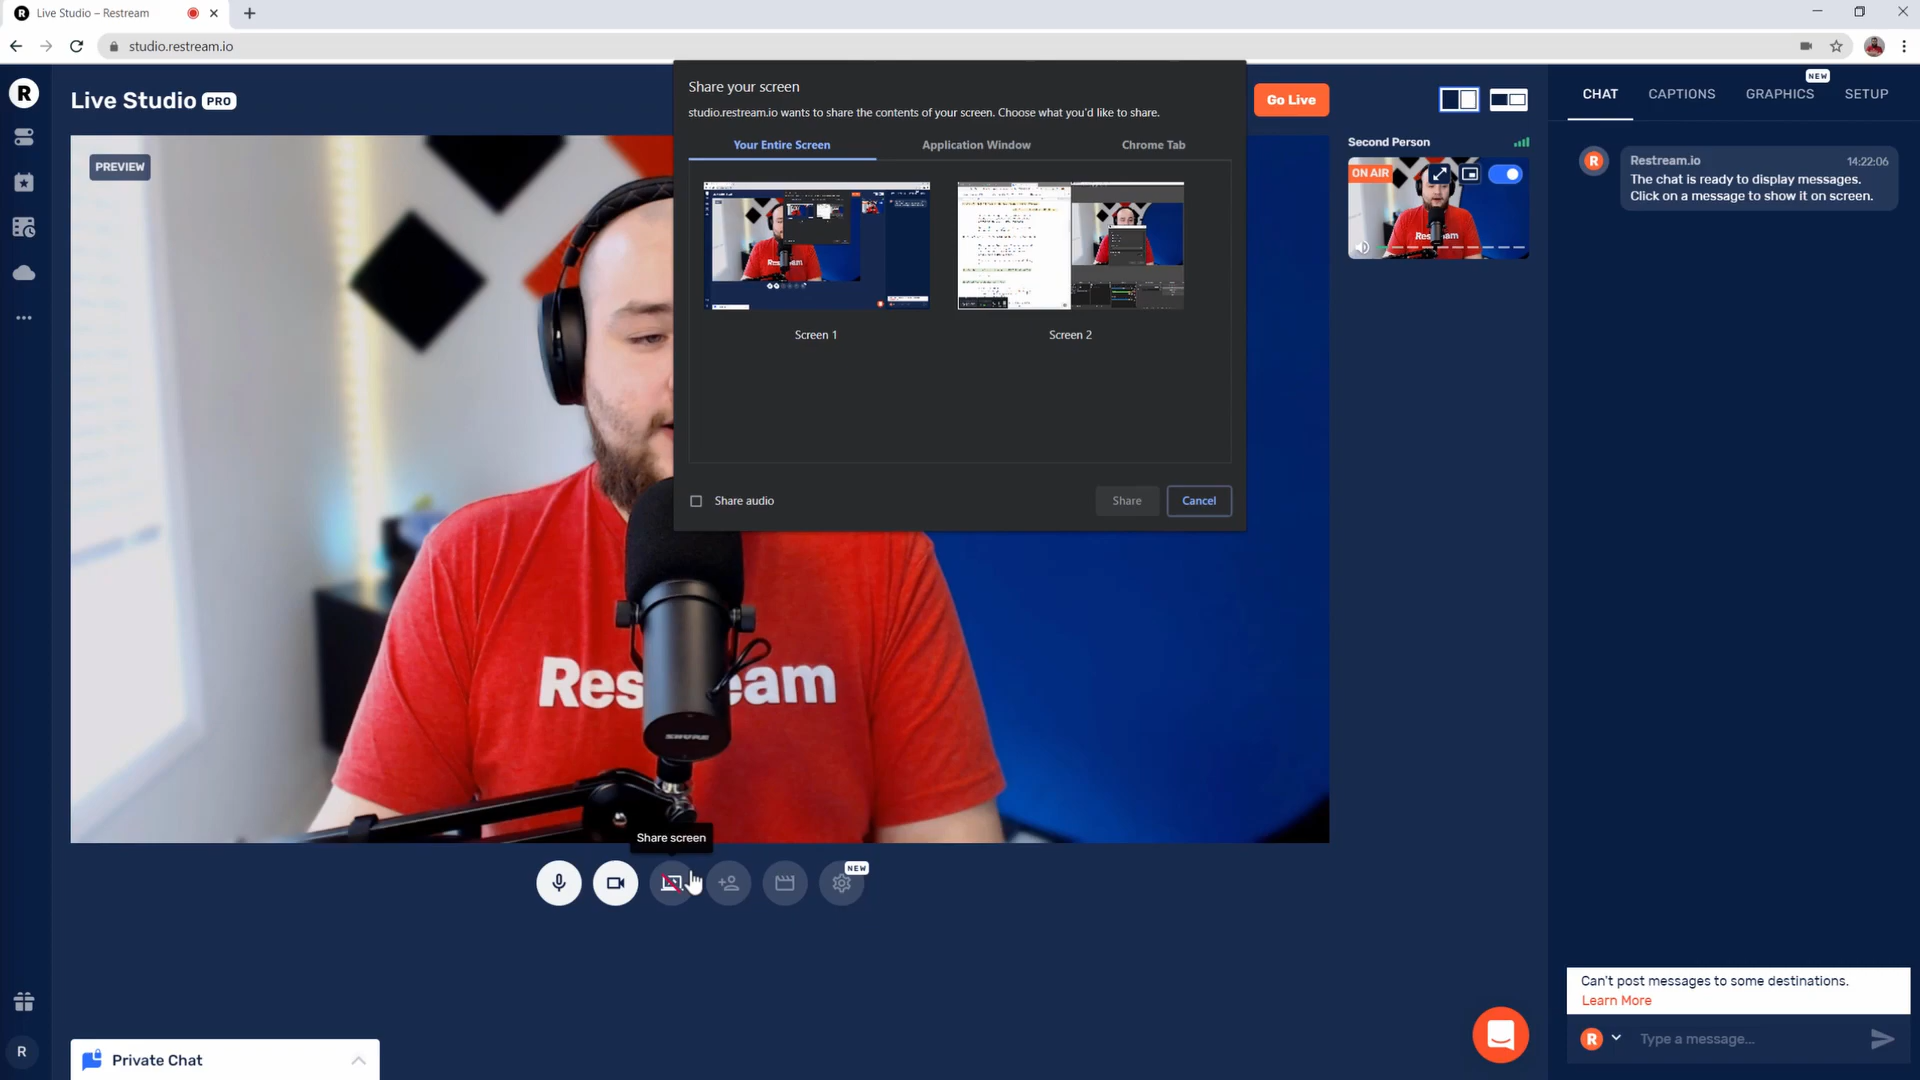 Live Studio – Restream
studio.restream.io
Live Studio PRO
PREVIEW
Share your screen
studio.restream.io wants to share the contents of your screen. Choose what you'd like to share.
Your Entire Screen
Application Window
Chrome Tab
Screen 1
Screen 2
Share audio
Share
Cancel
Go Live
Second Person
ON AIR
CHAT
CAPTIONS
NEW
GRAPHICS
SETUP
R
Restream.io
14:22:06
The chat is ready to display messages.
Click on a message to show it on screen.
SHURE
Share screen
NEW
Can't post messages to some destinations.
Learn More
R
Type a message...
R
Private Chat